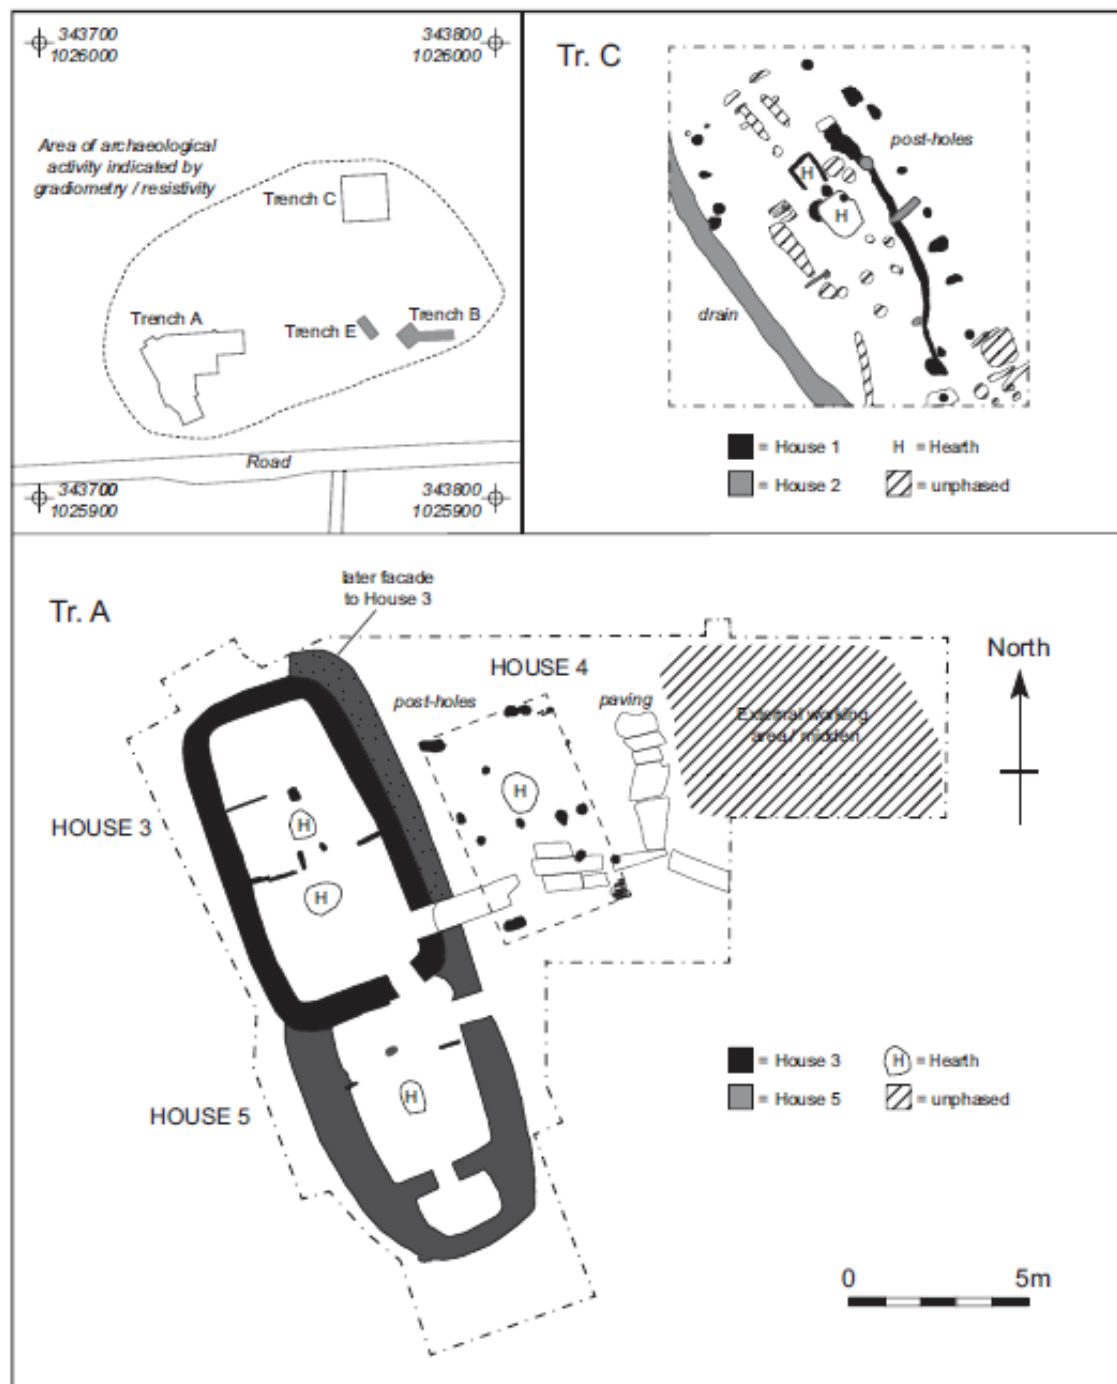 343700
1026000
343800
1026000
Area of archaeological
activity indicated by
gradiometry / resistivity
Trench C
Trench A
Trench E
Trench B
Road
343700
1025900
343800
1025900
Tr. C
post-holes
H
H
drain
= House 1
H = Hearth
= House 2
= unphased
Tr. A
later facade
to House 3
HOUSE 4
post-holes
paving
External working
area / midden
North
H
HOUSE 3
H
H
= House 3
H = Hearth
= House 5
= unphased
H
HOUSE 5
0 5m